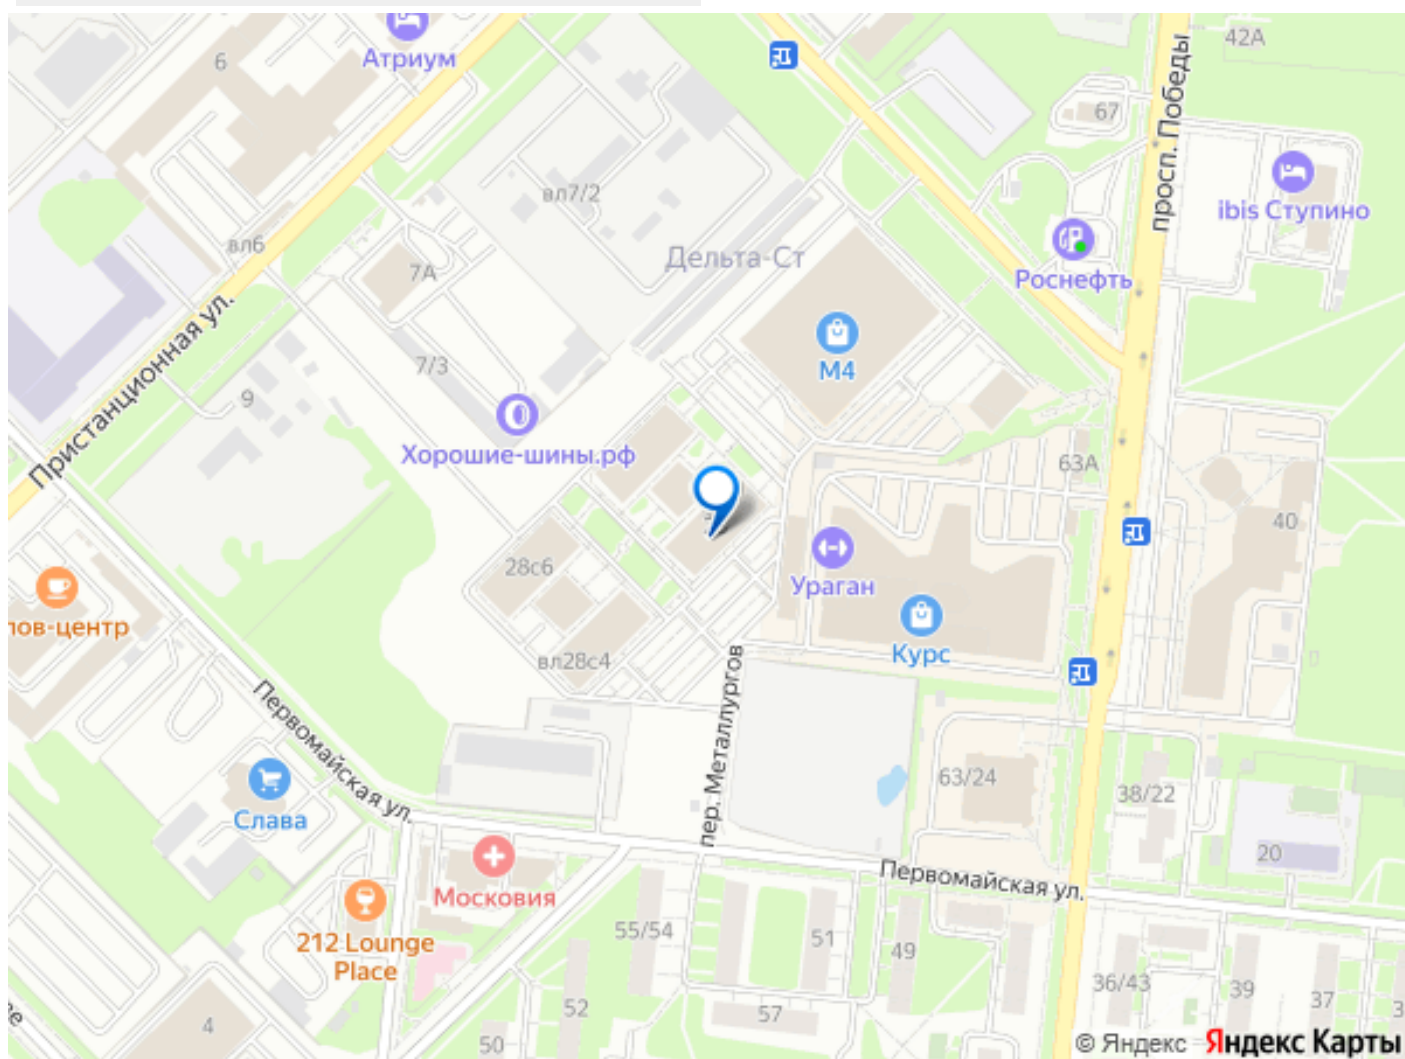 Атриум
6
42А
67
просп. Победы
вл7/2
ibis Ступино
вл6
7А
Дельта-Ст
Роснефть
Пристанционная ул.
7/3
М4
9
Хорошие-шины.рф
63А
40
28с6
Ураган
лов-центр
Курс
вл28с4
Первомайская ул.
пер. Металлургов
63/24
38/22
Слава
20
Московия
Первомайская ул.
55/54
51
49
212 Lounge
Place
36/43
39
37
52
57
4
50
© Яндекс Яндекс Карты